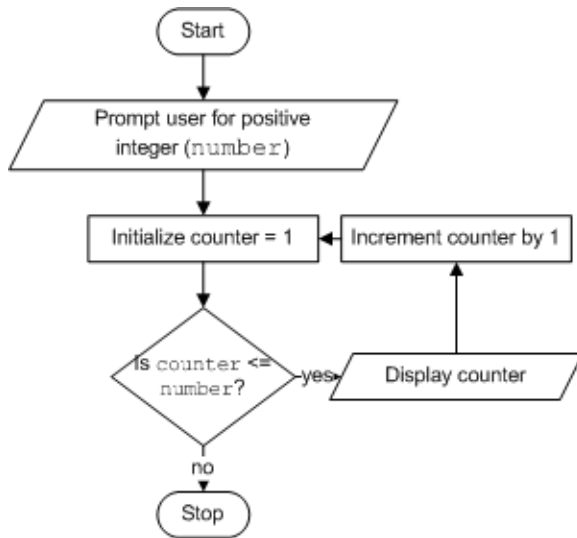 Start
Prompt user for positive
integer (number)
Initialize counter = 1
Increment counter by 1
Is counter <=
number?
yes
Display counter
no
Stop